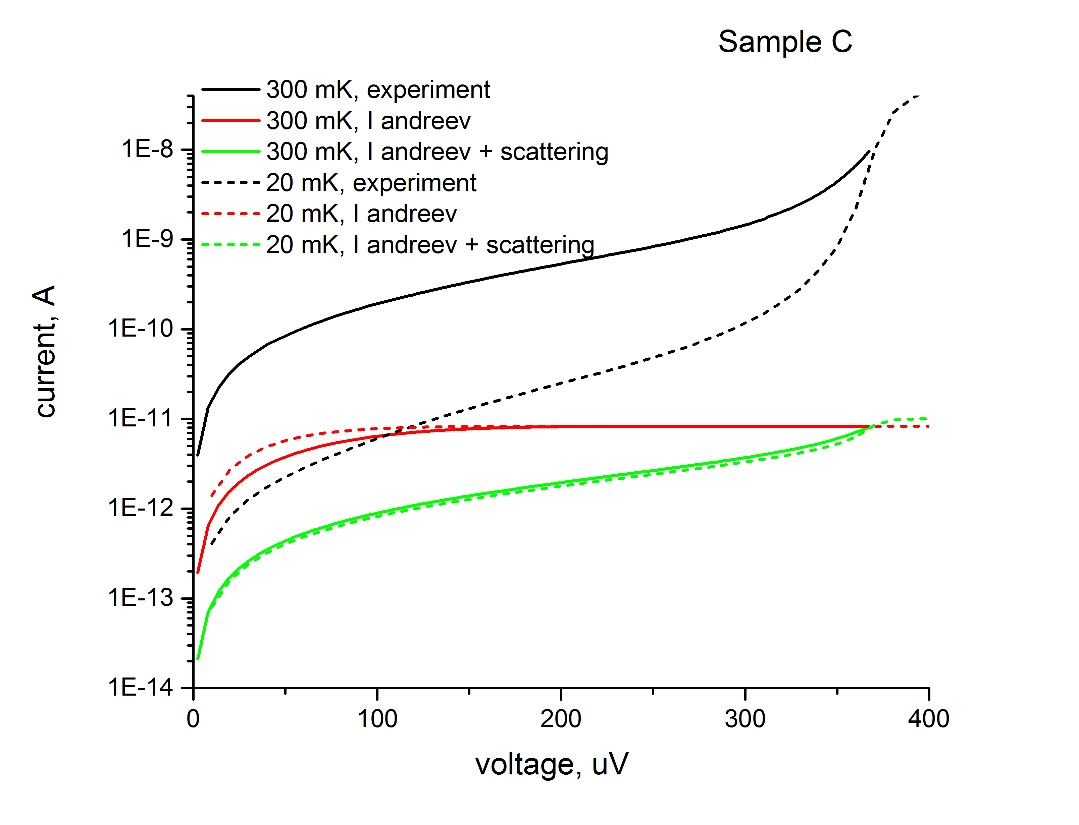 Sample C
300 mK, experiment
300 mK, I andreev
300 mK, I andreev + scattering
20 mK, experiment
20 mK, I andreev
20 mK, I andreev + scattering
1E-8
1E-9
1E-10
1E-11
1E-12
1E-13
1E-14
current, A
0 100 200 300 400
voltage, uV